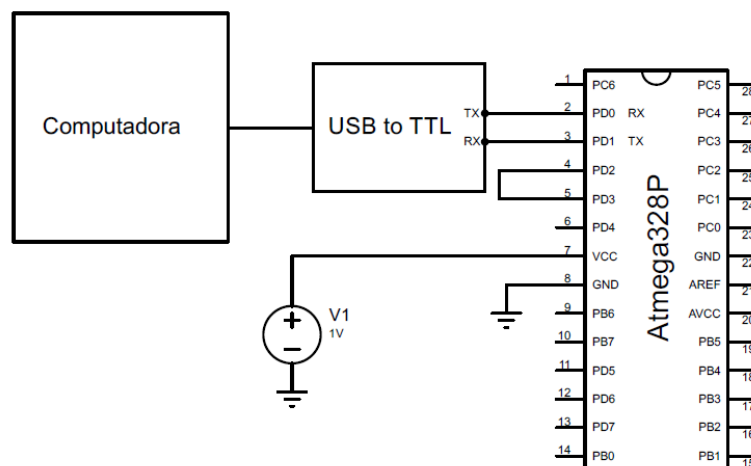 Computadora
USB to TTL
TX
RX
V1
1V
Atmega328P
1 PC6
2 PD0 RX
3 PD1 TX
4 PD2
5 PD3
6 PD4
7 VCC
8 GND
9 PB6
10 PB7
11 PD5
12 PD6
13 PD7
14 PB0
PC5 28
PC4 27
PC3 26
PC2 25
PC1 24
PC0 23
GND 22
AREF 21
AVCC 20
PB5 19
PB4 18
PB3 17
PB2 16
PB1 15